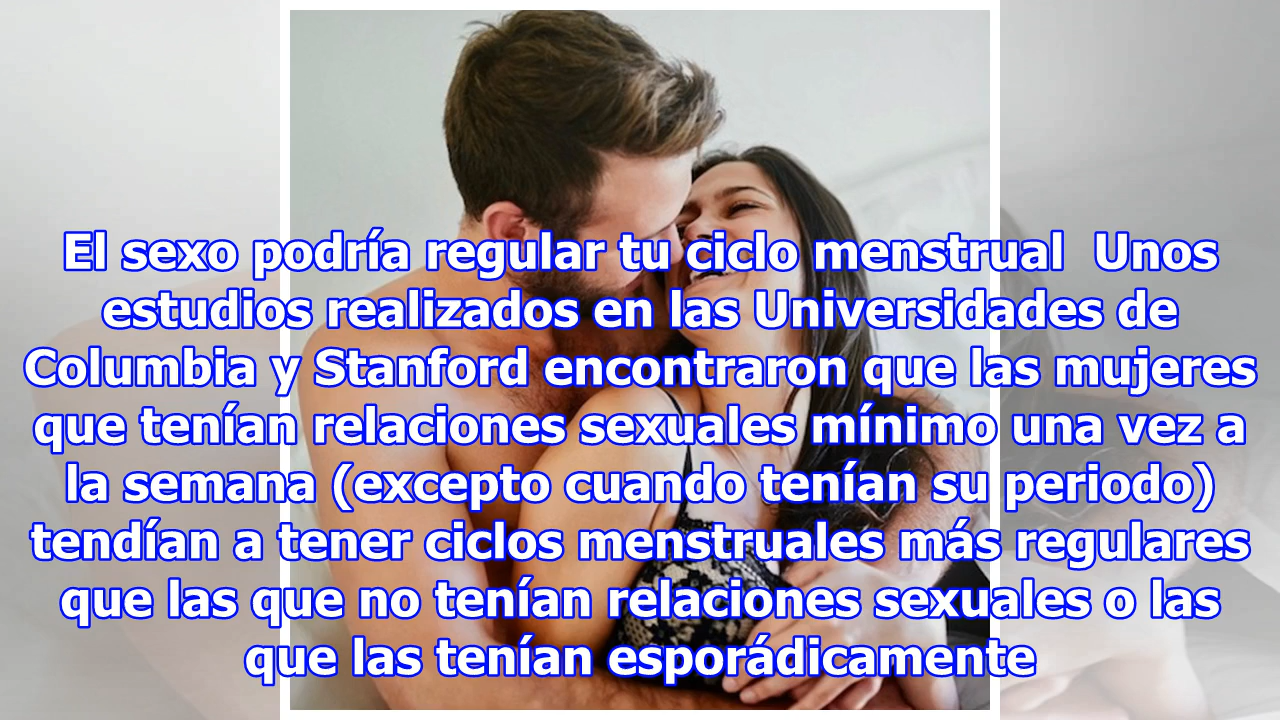 El sexo podría regular tu ciclo menstrual  Unos
estudios realizados en las Universidades de
Columbia y Stanford encontraron que las mujeres
que tenían relaciones sexuales mínimo una vez a
la semana (excepto cuando tenían su periodo)
tendían a tener ciclos menstruales más regulares
que las que no tenían relaciones sexuales o las
que las tenían esporádicamente